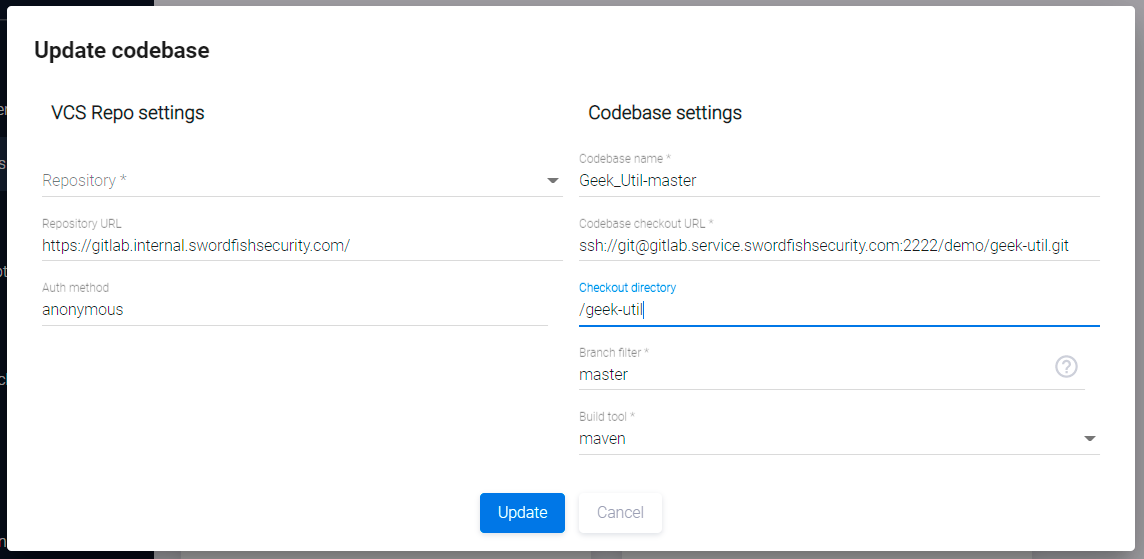 Update codebase
VCS Repo settings
Repository *
Repository URL
https://gitlab.internal.swordfishsecurity.com/
Auth method
anonymous
Codebase settings
Codebase name *
Geek_Util-master
Codebase checkout URL *
ssh://git@gitlab.service.swordfishsecurity.com:2222/demo/geek-util.git
Checkout directory
/geek-util
Branch filter *
master
?
Build tool *
maven
Update
Cancel